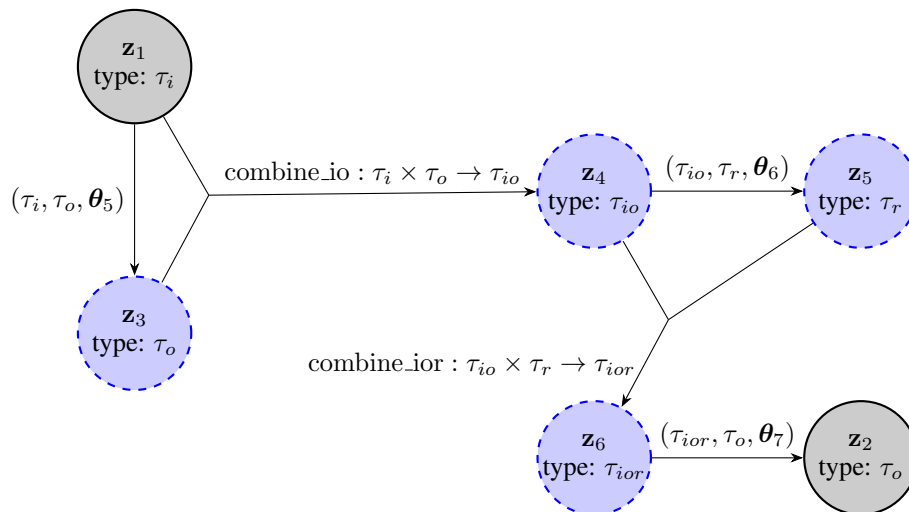 z₁
type: τᵢ
combine_io : τᵢ × τₒ → τᵢₒ
(τᵢ, τₒ, θ₅)
z₄
type: τᵢₒ
(τᵢₒ, τᵣ, θ₆)
z₅
type: τᵣ
z₃
type: τₒ
combine_ior : τᵢₒ × τᵣ → τᵢₒᵣ
z₆
type: τᵢₒᵣ
(τᵢₒᵣ, τₒ, θ₇)
z₂
type: τₒ